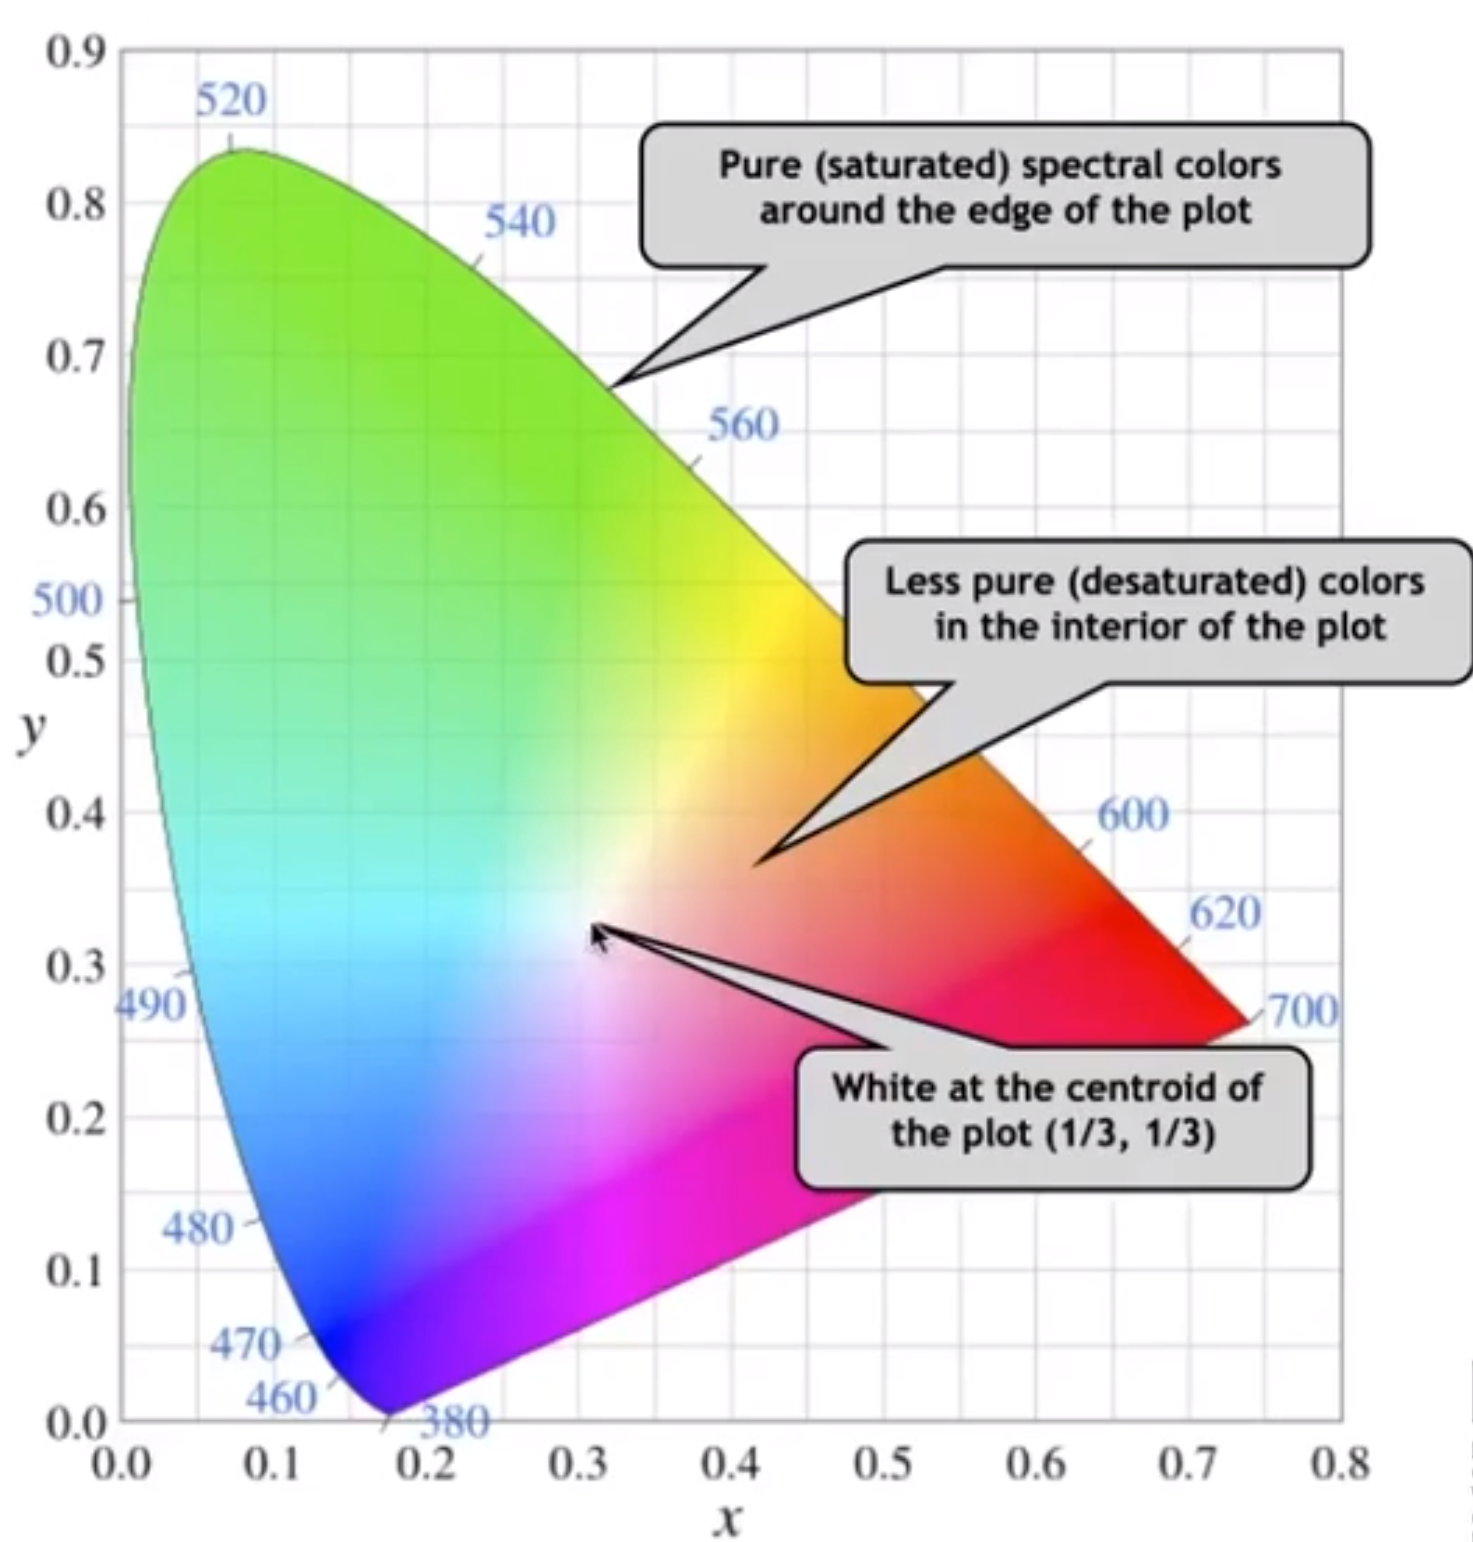 0.9
520
Pure (saturated) spectral colors
around the edge of the plot
0.8
540
0.7
560
0.6
Less pure (desaturated) colors
in the interior of the plot
500
0.5
y
0.4
600
620
0.3
490
700
White at the centroid of
the plot (1/3, 1/3)
0.2
480
0.1
470
460
380
0.0
0.0 0.1 0.2 0.3 0.4 0.5 0.6 0.7 0.8
x